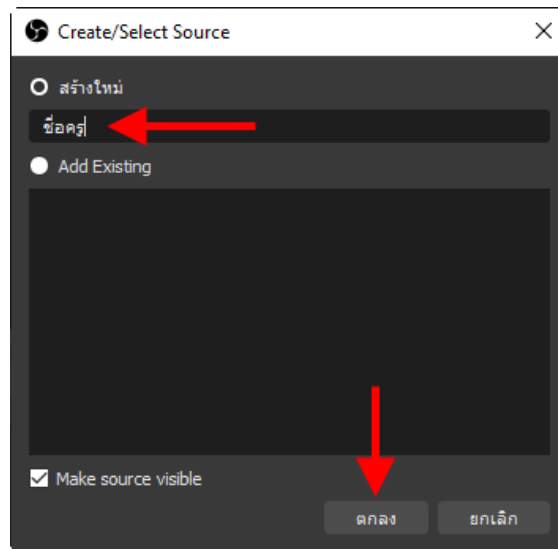 Create/Select Source
สร้างใหม่
ชื่อครู
Add Existing
Make source visible
ตกลง ยกเลิก